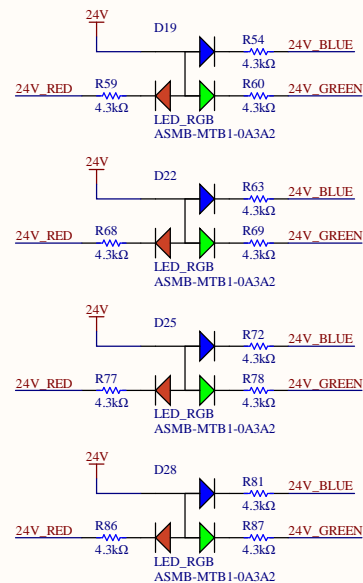 24V
D19
R54
24V_BLUE
4.3kΩ
24V_RED
R59
R60
24V_GREEN
4.3kΩ
4.3kΩ
LED_RGB
ASMB-MTB1-0A3A2
24V
D22
R63
24V_BLUE
4.3kΩ
24V_RED
R68
R69
24V_GREEN
4.3kΩ
4.3kΩ
LED_RGB
ASMB-MTB1-0A3A2
24V
D25
R72
24V_BLUE
4.3kΩ
24V_RED
R77
R78
24V_GREEN
4.3kΩ
4.3kΩ
LED_RGB
ASMB-MTB1-0A3A2
24V
D28
R81
24V_BLUE
4.3kΩ
24V_RED
R86
R87
24V_GREEN
4.3kΩ
4.3kΩ
LED_RGB
ASMB-MTB1-0A3A2